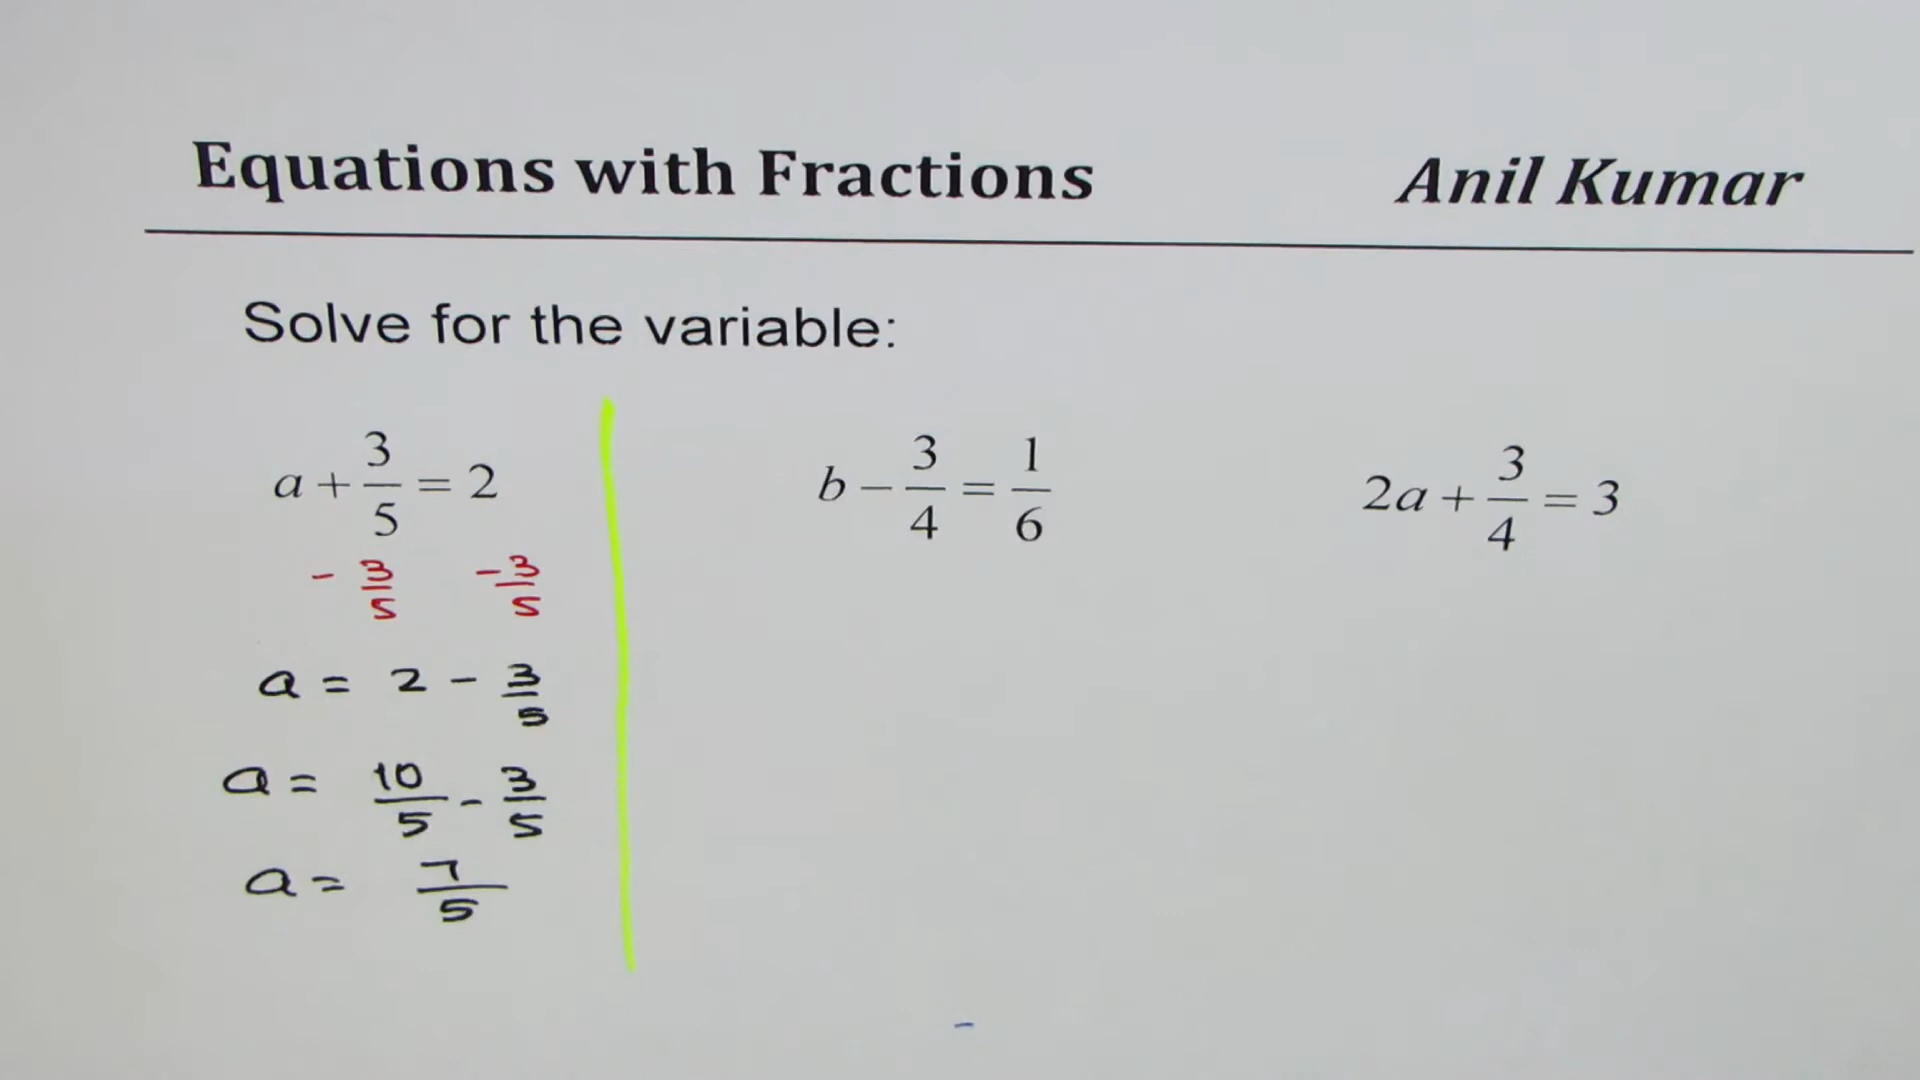 Equations with Fractions Anil Kumar
Solve for the variable:
a + 3/5 = 2
- 3/5 - 3/5
a = 2 - 3/5
a = 10/5 - 3/5
a = 7/5
b - 3/4 = 1/6
2a + 3/4 = 3